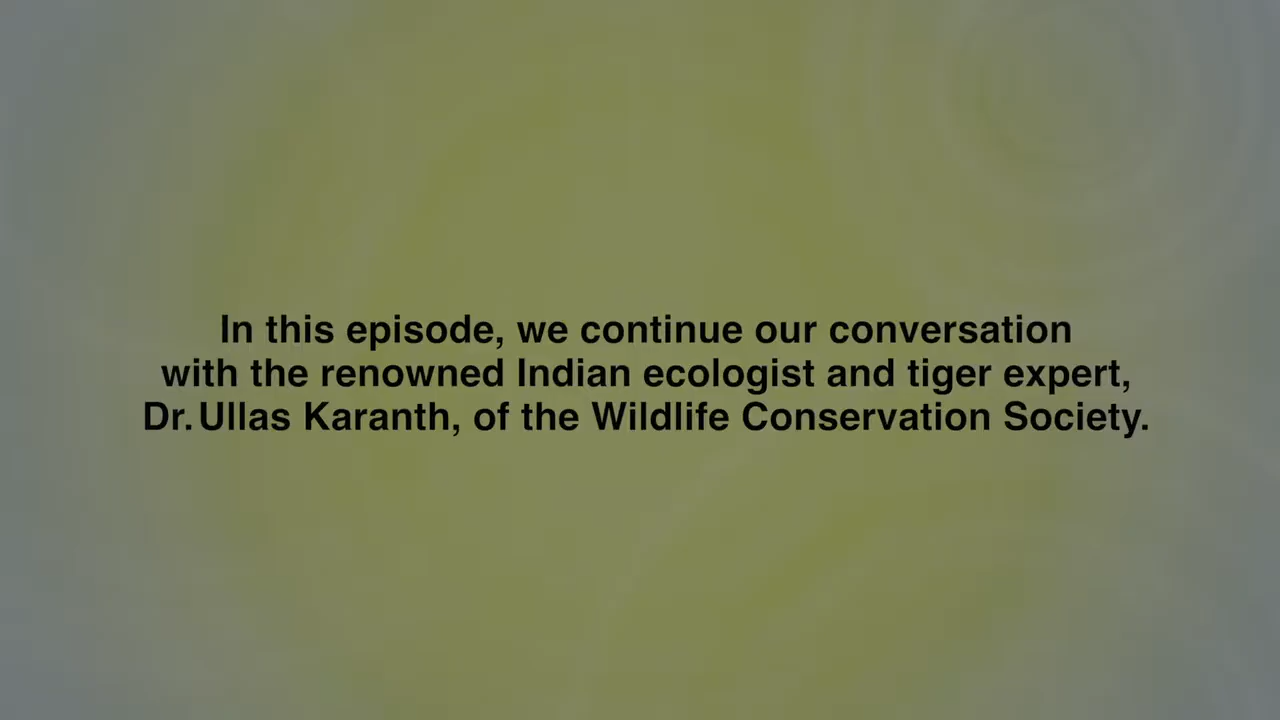 In this episode, we continue our conversation
with the renowned Indian ecologist and tiger expert,
Dr. Ullas Karanth, of the Wildlife Conservation Society.